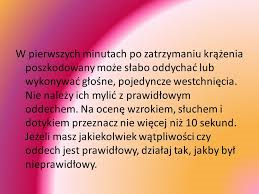 W pierwszych minutach po zatrzymaniu krążenia
poszkodowany może słabo oddychać lub
wykonywać głośne, pojedyncze westchnięcia.
Nie należy ich mylić z prawidłowym
oddechem. Na ocenę wzrokiem, słuchem i
dotykiem przeznacz nie więcej niż 10 sekund.
Jeżeli masz jakiekolwiek wątpliwości czy
oddech jest prawidłowy, działaj tak, jakby był
nieprawidłowy.